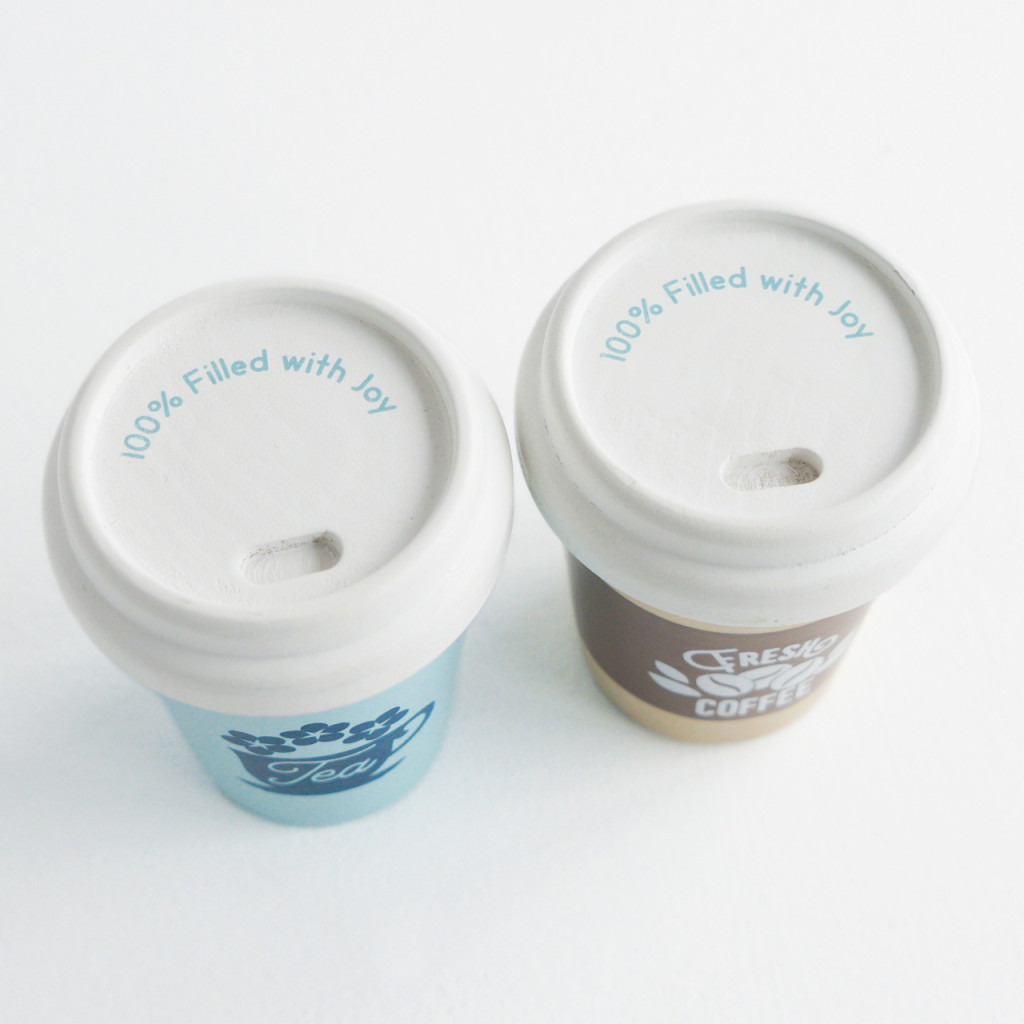 100% Filled with Joy
Tea
100% Filled with Joy
FRESH
COFFEE